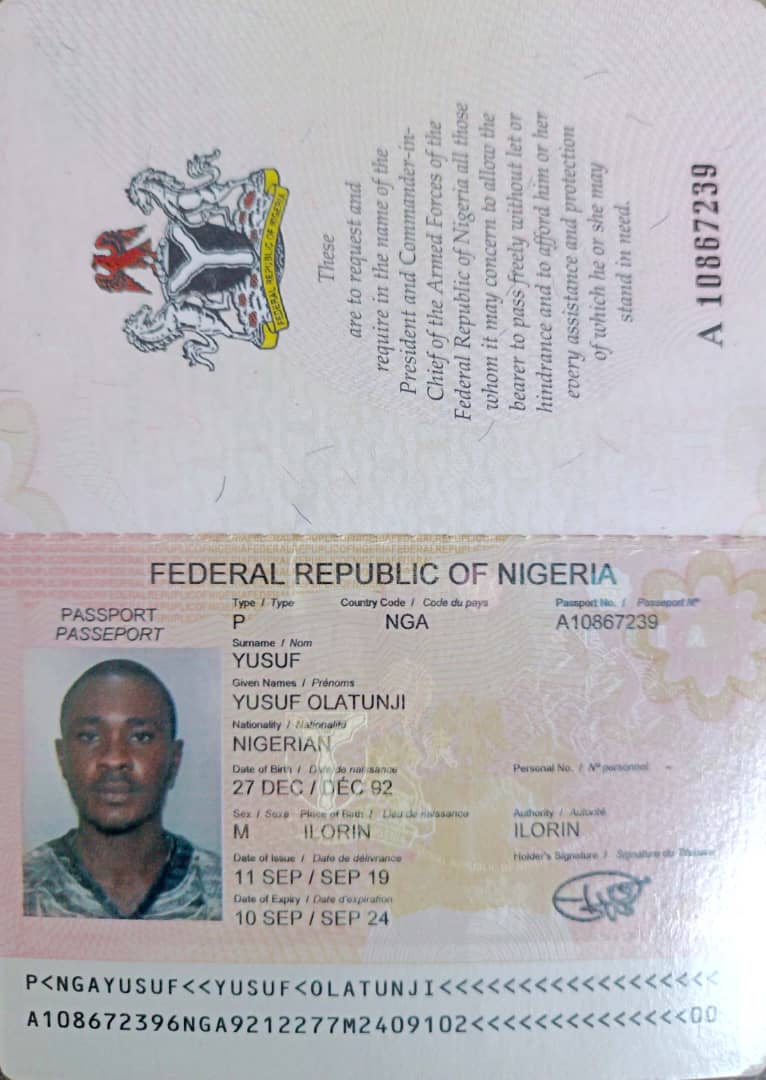 FEDERAL REPUBLIC OF NIGERIA
These
are to request and
require in the name of the
President and Commander-in-
Chief of the Armed Forces of the
Federal Republic of Nigeria all those
whom it may concern to allow the
bearer to pass freely without let or
hindrance and to afford him or her
every assistance and protection
of which he or she may
stand in need.
A 10867239
FEDERAL REPUBLIC OF NIGERIA
PASSPORT
PASSEPORT
Type / Type Country Code / Code du pays Passport No. / Passeport N°
P NGA A10867239
Surname / Nom
YUSUF
Given Names / Prénoms
YUSUF OLATUNJI
Nationality / Nationalité
NIGERIAN
Date of Birth / Date de naissance Personal No. / N° personnel
27 DEC / DÉC 92
Sex / Sexe Place of Birth / Lieu de naissance Authority / Autorité
M ILORIN ILORIN
Date of Issue / Date de délivrance Holder's Signature / Signature du Titulaire
11 SEP / SEP 19
Date of Expiry / Date d'expiration
10 SEP / SEP 24
P<NGAYUSUF<<YUSUF<OLATUNJI<<<<<<<<<<<<<<<<<<
A108672396NGA9212277M2409102<<<<<<<<<<<<<<00